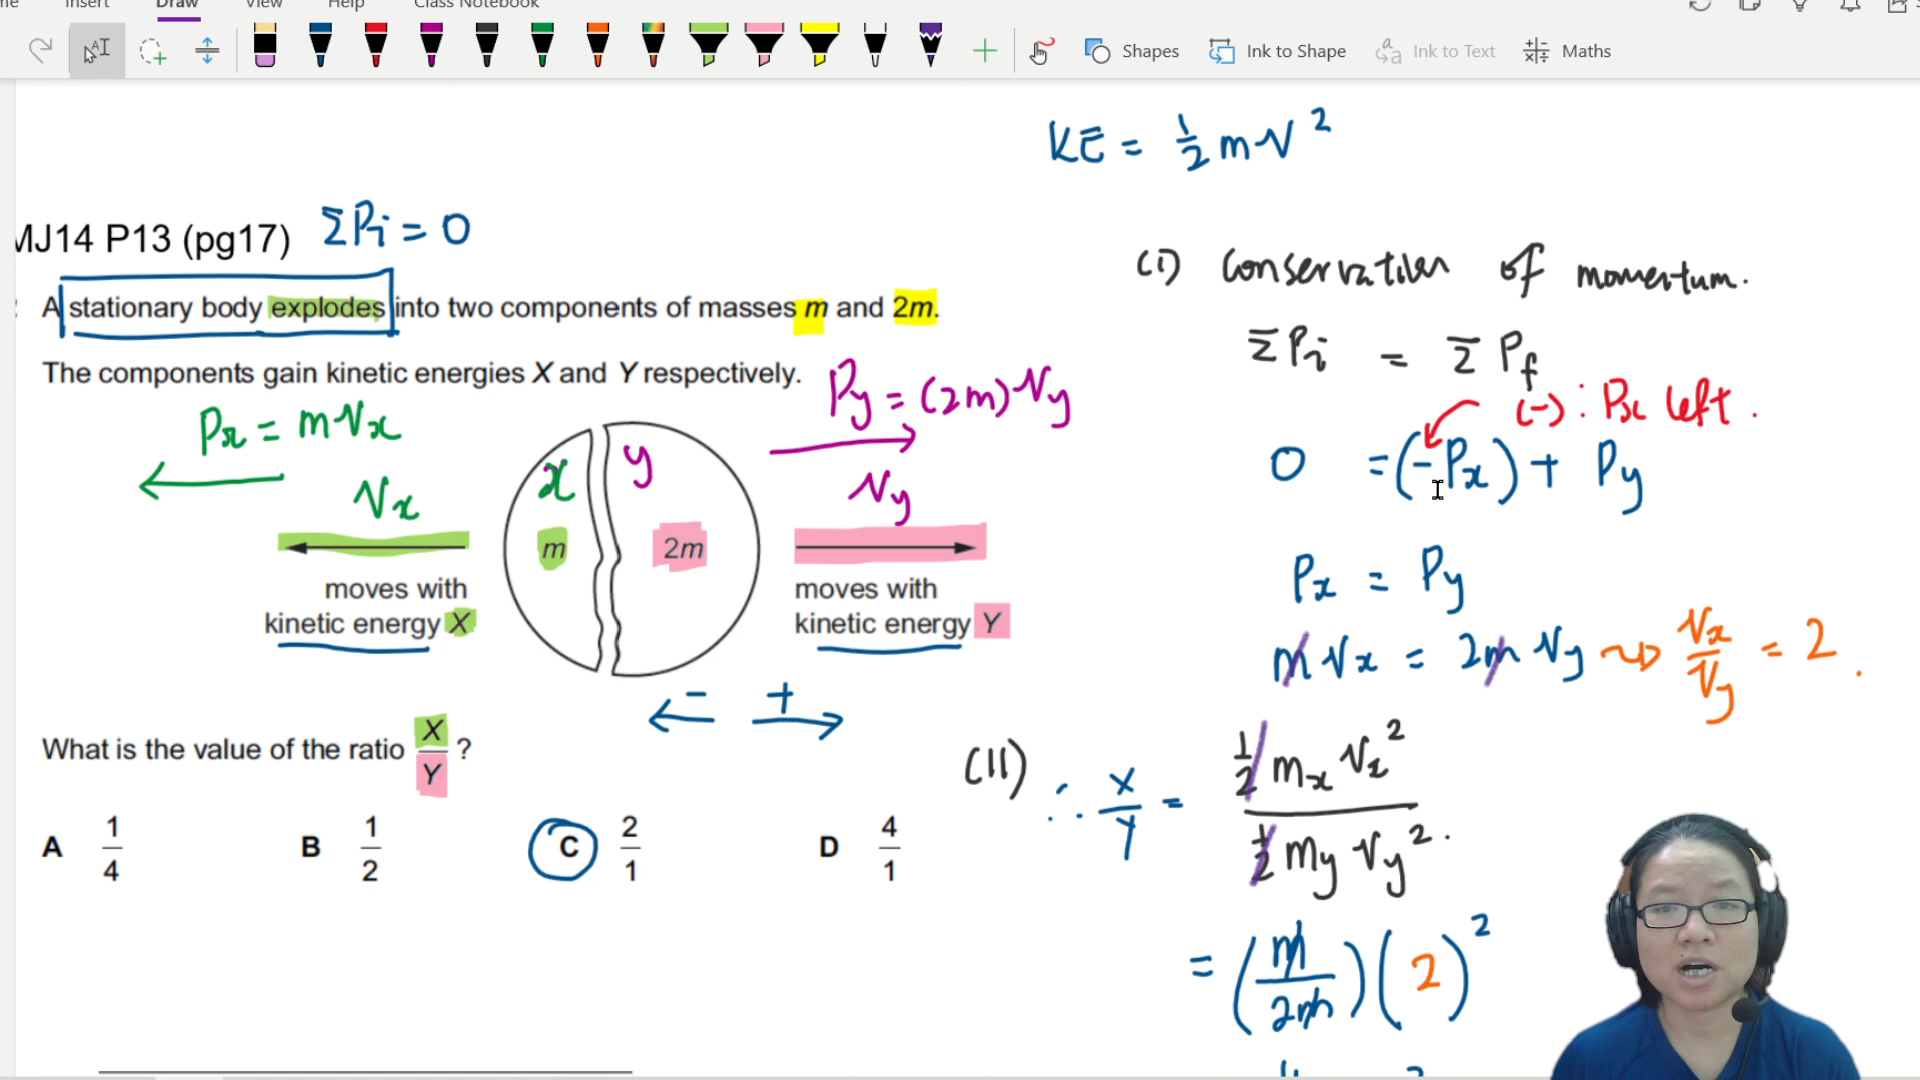 Insert Draw View Help Class Notebook
Shapes Ink to Shape Ink to Text Maths
KE = 1/2 mv²
MJ14 P13 (pg17) ΣPi = 0
A stationary body explodes into two components of masses m and 2m.
The components gain kinetic energies X and Y respectively.
Px = mVx
Vx
x
m
y
2m
Py = (2m)Vy
Vy
moves with
kinetic energy X
moves with
kinetic energy Y
- +
What is the value of the ratio X/Y ?
A 1/4 B 1/2 C 2/1 D 4/1
(i) Conservation of momentum.
ΣPi = ΣPf
(-) : Px left.
0 = (-Px) + Py
Px = Py
mVx = 2mVy Vx/Vy = 2.
(II) ∴ X/Y = 1/2 mx Vx² / 1/2 my Vy².
= (m/2m)(2)²